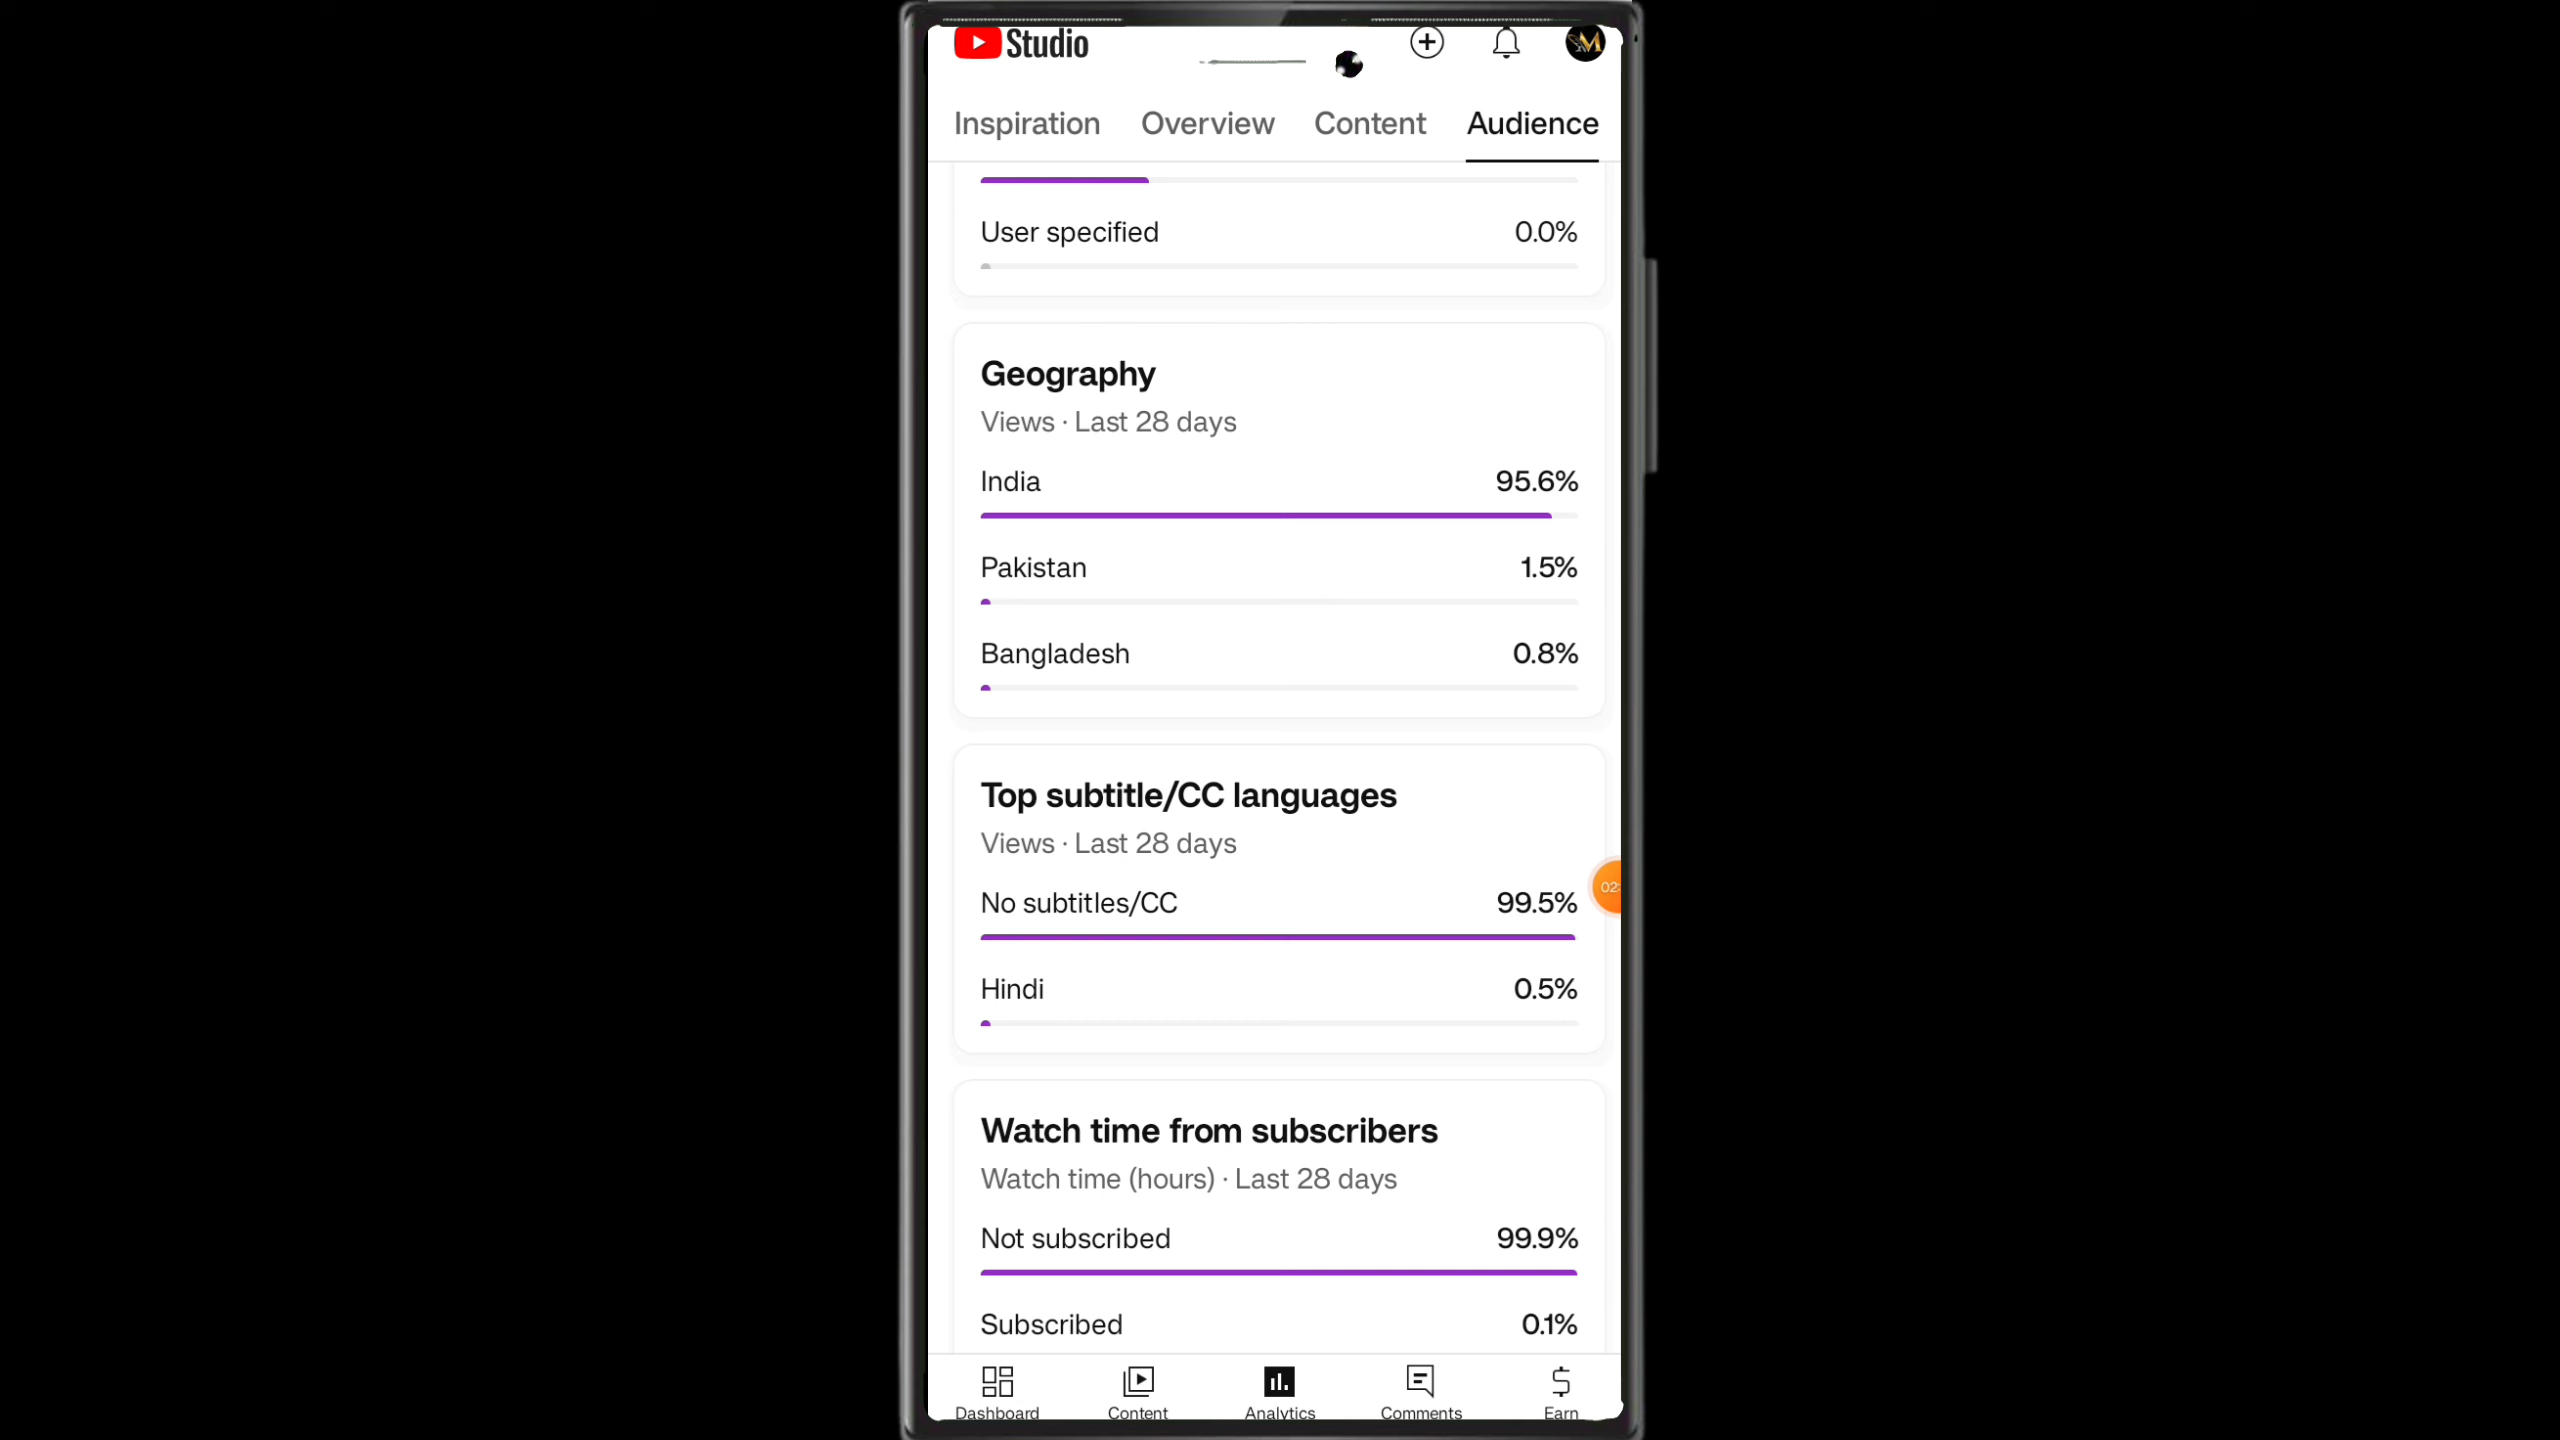 Studio
Inspiration Overview Content Audience
User specified 0.0%
Geography
Views · Last 28 days
India 95.6%
Pakistan 1.5%
Bangladesh 0.8%
Top subtitle/CC languages
Views · Last 28 days
No subtitles/CC 99.5%
02:
Hindi 0.5%
Watch time from subscribers
Watch time (hours) · Last 28 days
Not subscribed 99.9%
Subscribed 0.1%
Dashboard Content Analytics Comments Earn